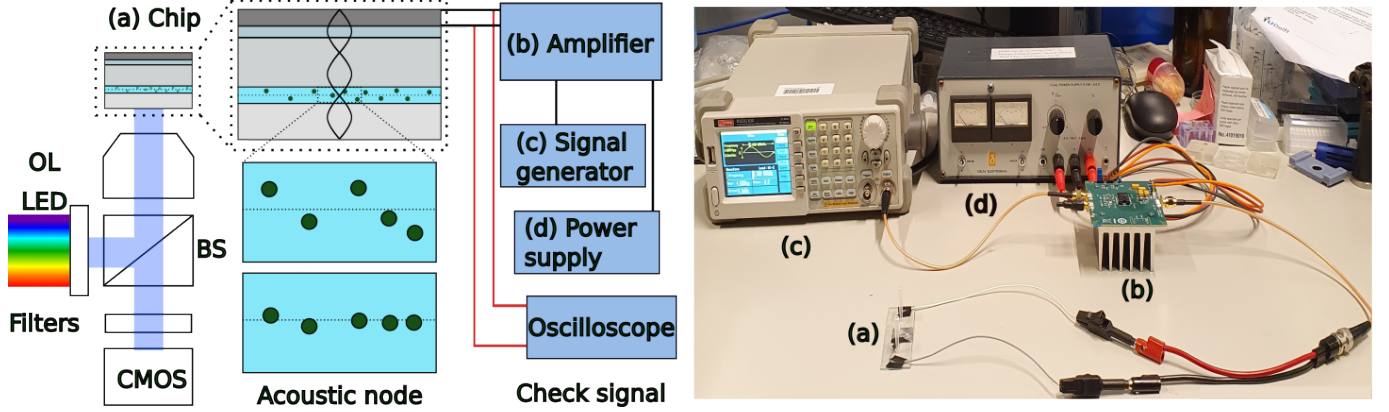 (a) Chip
OL
LED
BS
Filters
CMOS
Acoustic node
(b) Amplifier
(c) Signal
generator
(d) Power
supply
Oscilloscope
Check signal
(c)
(d)
(b)
(a)